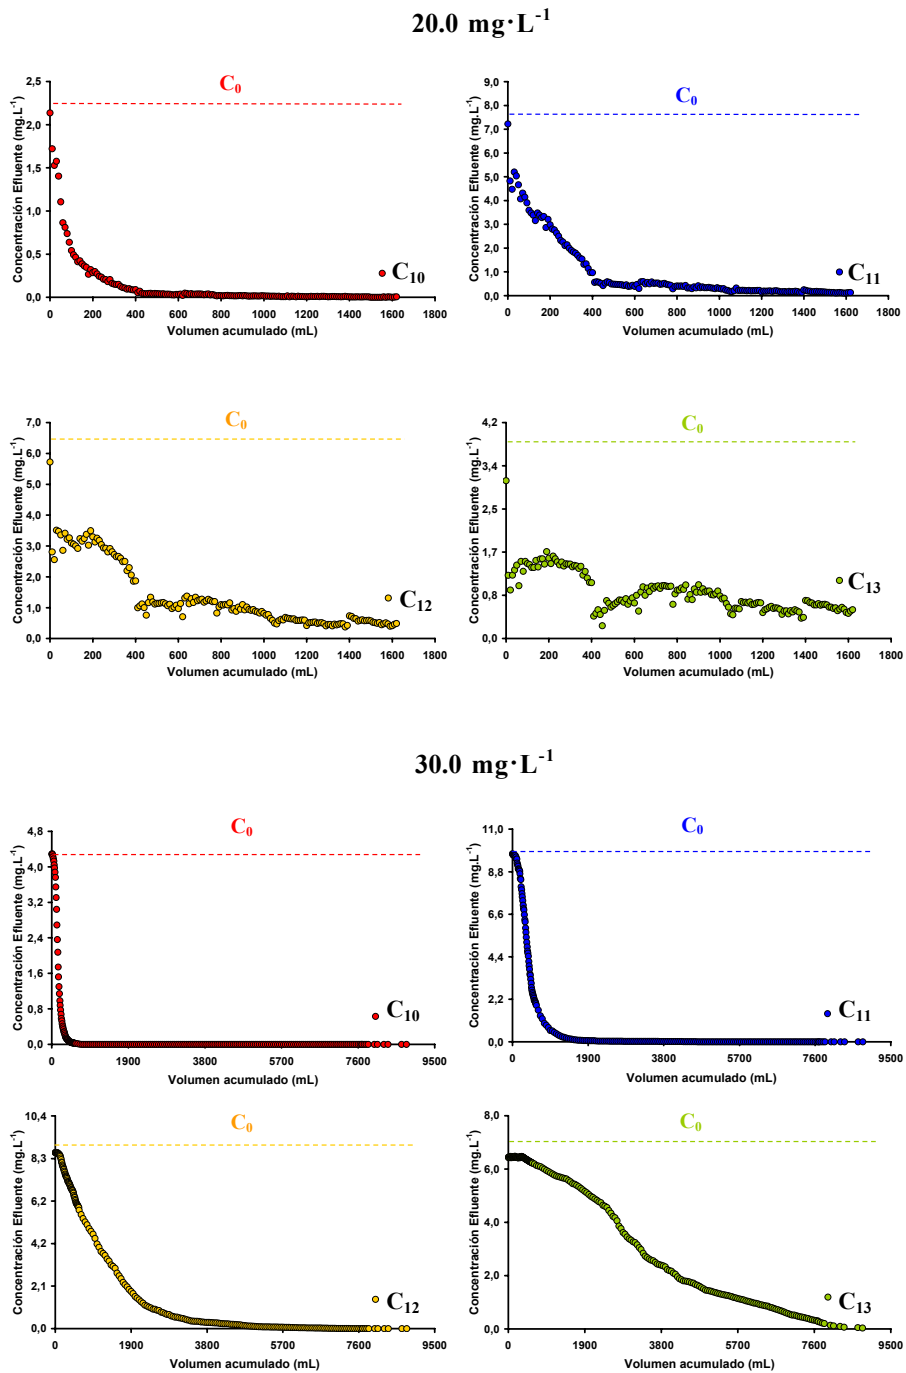 20.0 mg·L-1
C0
Concentración Efluente (mg.L-1)
2,5
2,0
1,5
1,0
0,5
0,0
C10
0 200 400 600 800 1000 1200 1400 1600 1800
Volumen acumulado (mL)
C0
Concentración Efluente (mg.L-1)
9,0
8,0
7,0
6,0
5,0
4,0
3,0
2,0
1,0
0,0
C11
0 200 400 600 800 1000 1200 1400 1600 1800
Volumen acumulado (mL)
C0
Concentración Efluente (mg.L-1)
7,0
6,0
5,0
4,0
3,0
2,0
1,0
0,0
C12
0 200 400 600 800 1000 1200 1400 1600 1800
Volumen acumulado (mL)
C0
Concentración Efluente (mg.L-1)
4,2
3,4
2,5
1,7
0,8
0,0
C13
0 200 400 600 800 1000 1200 1400 1600 1800
Volumen acumulado (mL)
30.0 mg·L-1
C0
Concentración Efluente (mg.L-1)
4,8
4,0
3,2
2,4
1,6
0,8
0,0
C10
0 1900 3800 5700 7600 9500
Volumen acumulado (mL)
C0
Concentración Efluente (mg.L-1)
11,0
8,8
6,6
4,4
2,2
0,0
C11
0 1900 3800 5700 7600 9500
Volumen acumulado (mL)
C0
Concentración Efluente (mg.L-1)
10,4
8,3
6,2
4,2
2,1
0,0
C12
0 1900 3800 5700 7600 9500
Volumen acumulado (mL)
C0
Concentración Efluente (mg.L-1)
8,0
6,0
4,0
2,0
0,0
C13
0 1900 3800 5700 7600 9500
Volumen acumulado (mL)